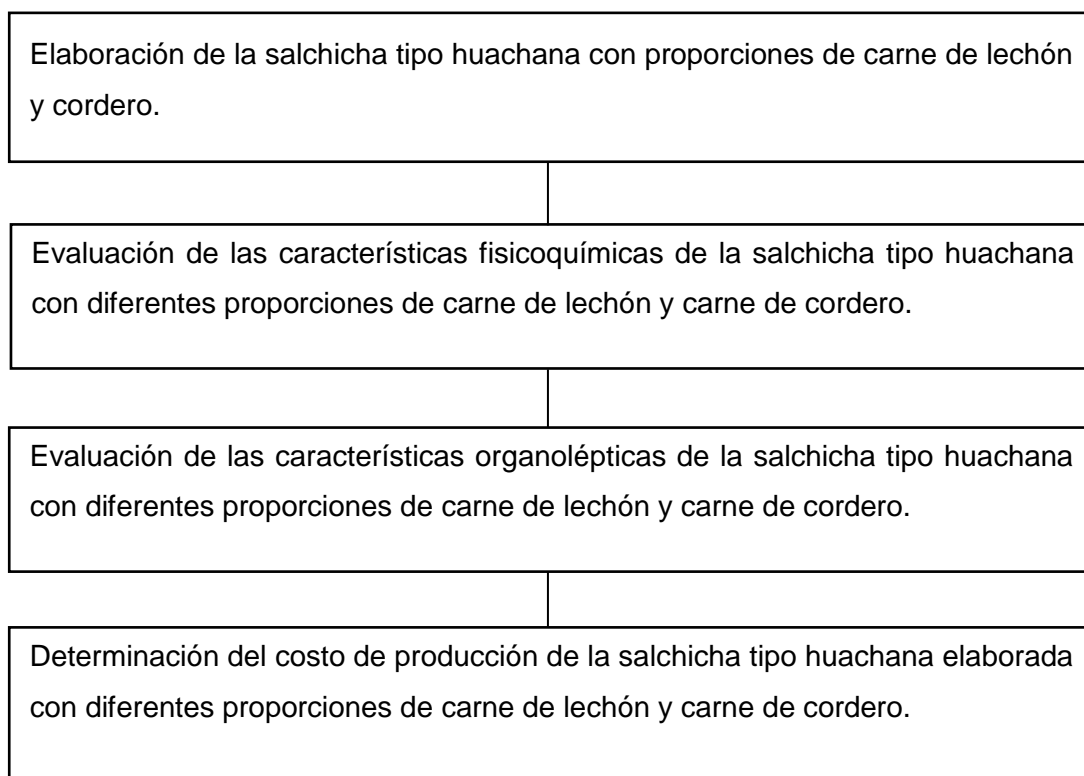 Elaboración de la salchicha tipo huachana con proporciones de carne de lechón
y cordero.
Evaluación de las características fisicoquímicas de la salchicha tipo huachana
con diferentes proporciones de carne de lechón y carne de cordero.
Evaluación de las características organolépticas de la salchicha tipo huachana
con diferentes proporciones de carne de lechón y carne de cordero.
Determinación del costo de producción de la salchicha tipo huachana elaborada
con diferentes proporciones de carne de lechón y carne de cordero.